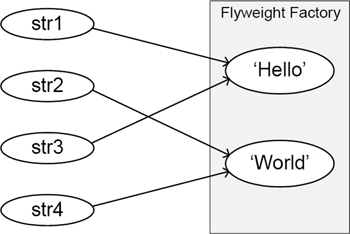 Flyweight Factory
str1
‘Hello’
str2
str3
‘World’
str4